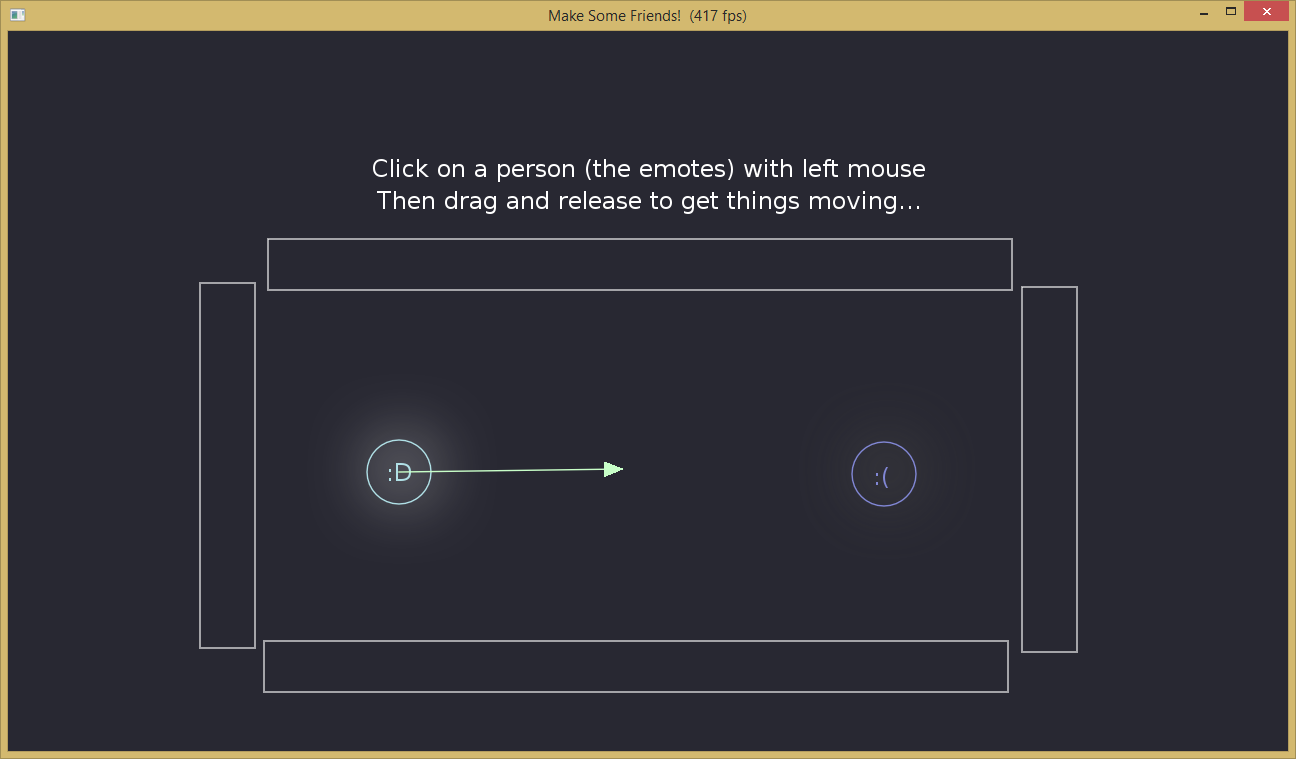 Make Some Friends!  (417 fps)
Click on a person (the emotes) with left mouse
Then drag and release to get things moving...
:D
:(